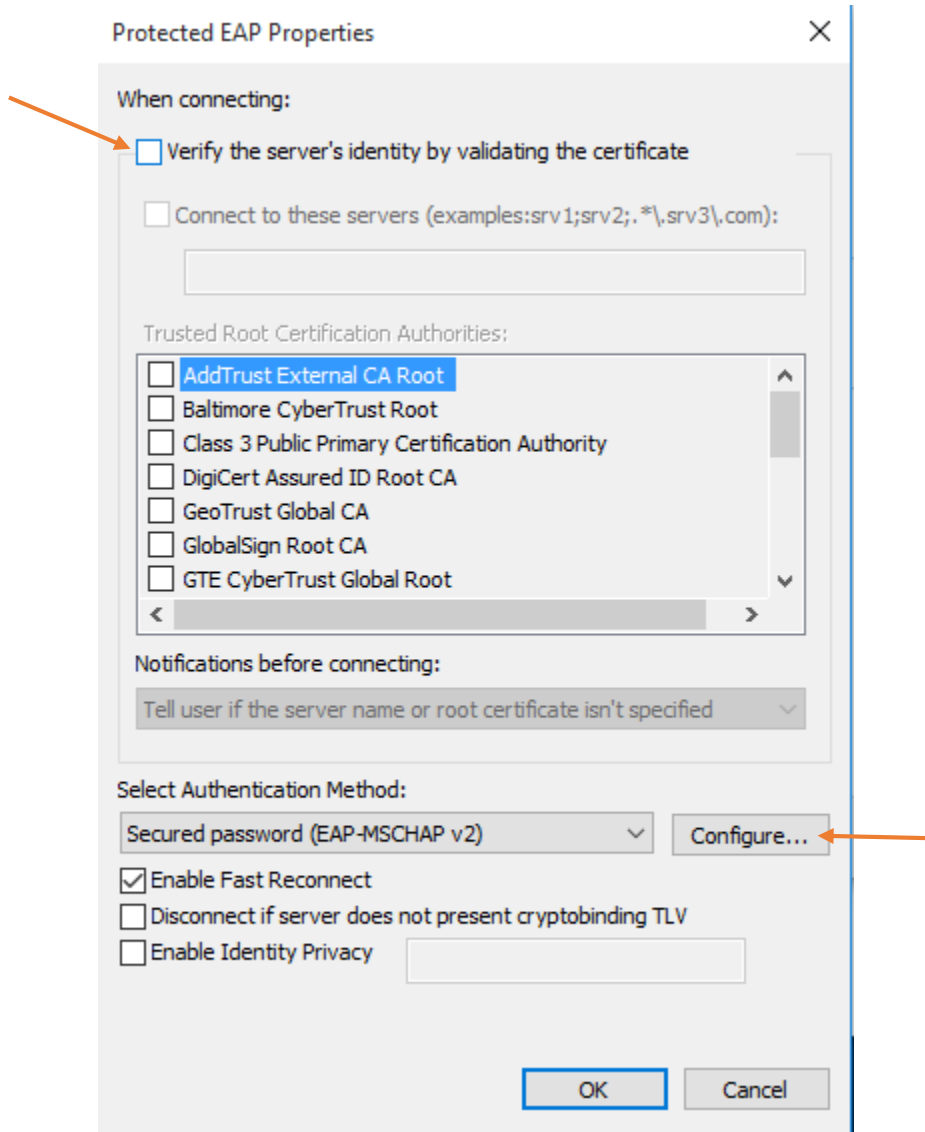 Protected EAP Properties
When connecting:
Verify the server's identity by validating the certificate
Connect to these servers (examples:srv1;srv2;.*\.srv3\.com):
Trusted Root Certification Authorities:
AddTrust External CA Root
Baltimore CyberTrust Root
Class 3 Public Primary Certification Authority
DigiCert Assured ID Root CA
GeoTrust Global CA
GlobalSign Root CA
GTE CyberTrust Global Root
Notifications before connecting:
Tell user if the server name or root certificate isn't specified
Select Authentication Method:
Secured password (EAP-MSCHAP v2)
Configure...
Enable Fast Reconnect
Disconnect if server does not present cryptobinding TLV
Enable Identity Privacy
OK
Cancel